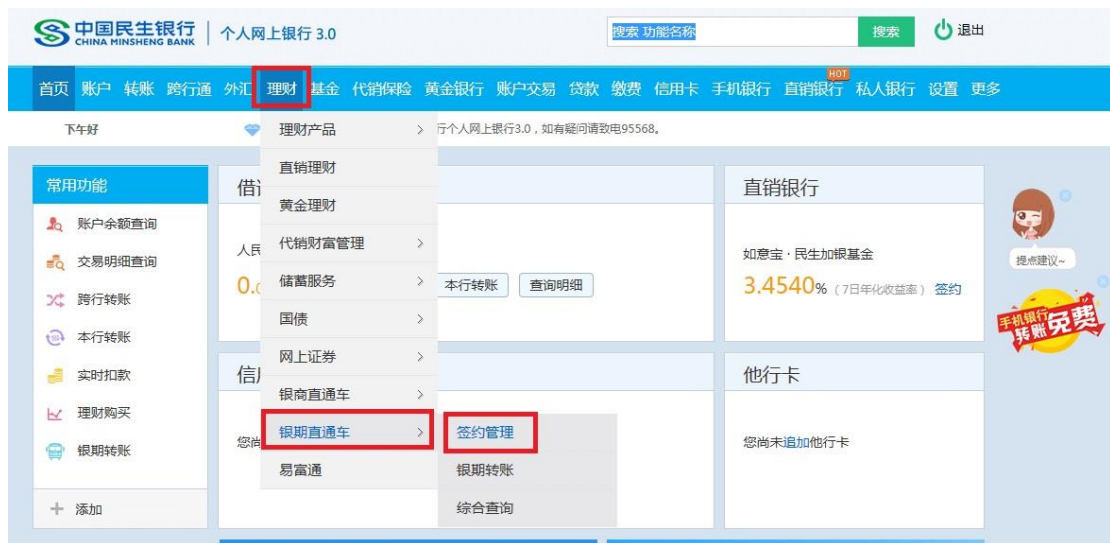 中国民生银行
CHINA MINSHENG BANK
个人网上银行 3.0
搜索 功能名称
搜索
退出
首页 账户 转账 跨行通 外汇 理财 基金 代销保险 黄金银行 账户交易 贷款 缴费 信用卡 手机银行 直销银行 私人银行 设置 更多
HOT
下午好
行个人网上银行3.0，如有疑问请致电95568。
常用功能
账户余额查询
交易明细查询
跨行转账
本行转账
实时扣款
理财购买
银期转账
添加
理财产品
直销理财
黄金理财
代销财富管理
储蓄服务
国债
网上证券
银商直通车
银期直通车
易富通
签约管理
银期转账
综合查询
借
人民
0.0
本行转账
查询明细
信用
您尚
直销银行
如意宝·民生加银基金
3.4540%（7日年化收益率） 签约
他行卡
您尚未追加他行卡
提点建议~
手机银行
转账免费